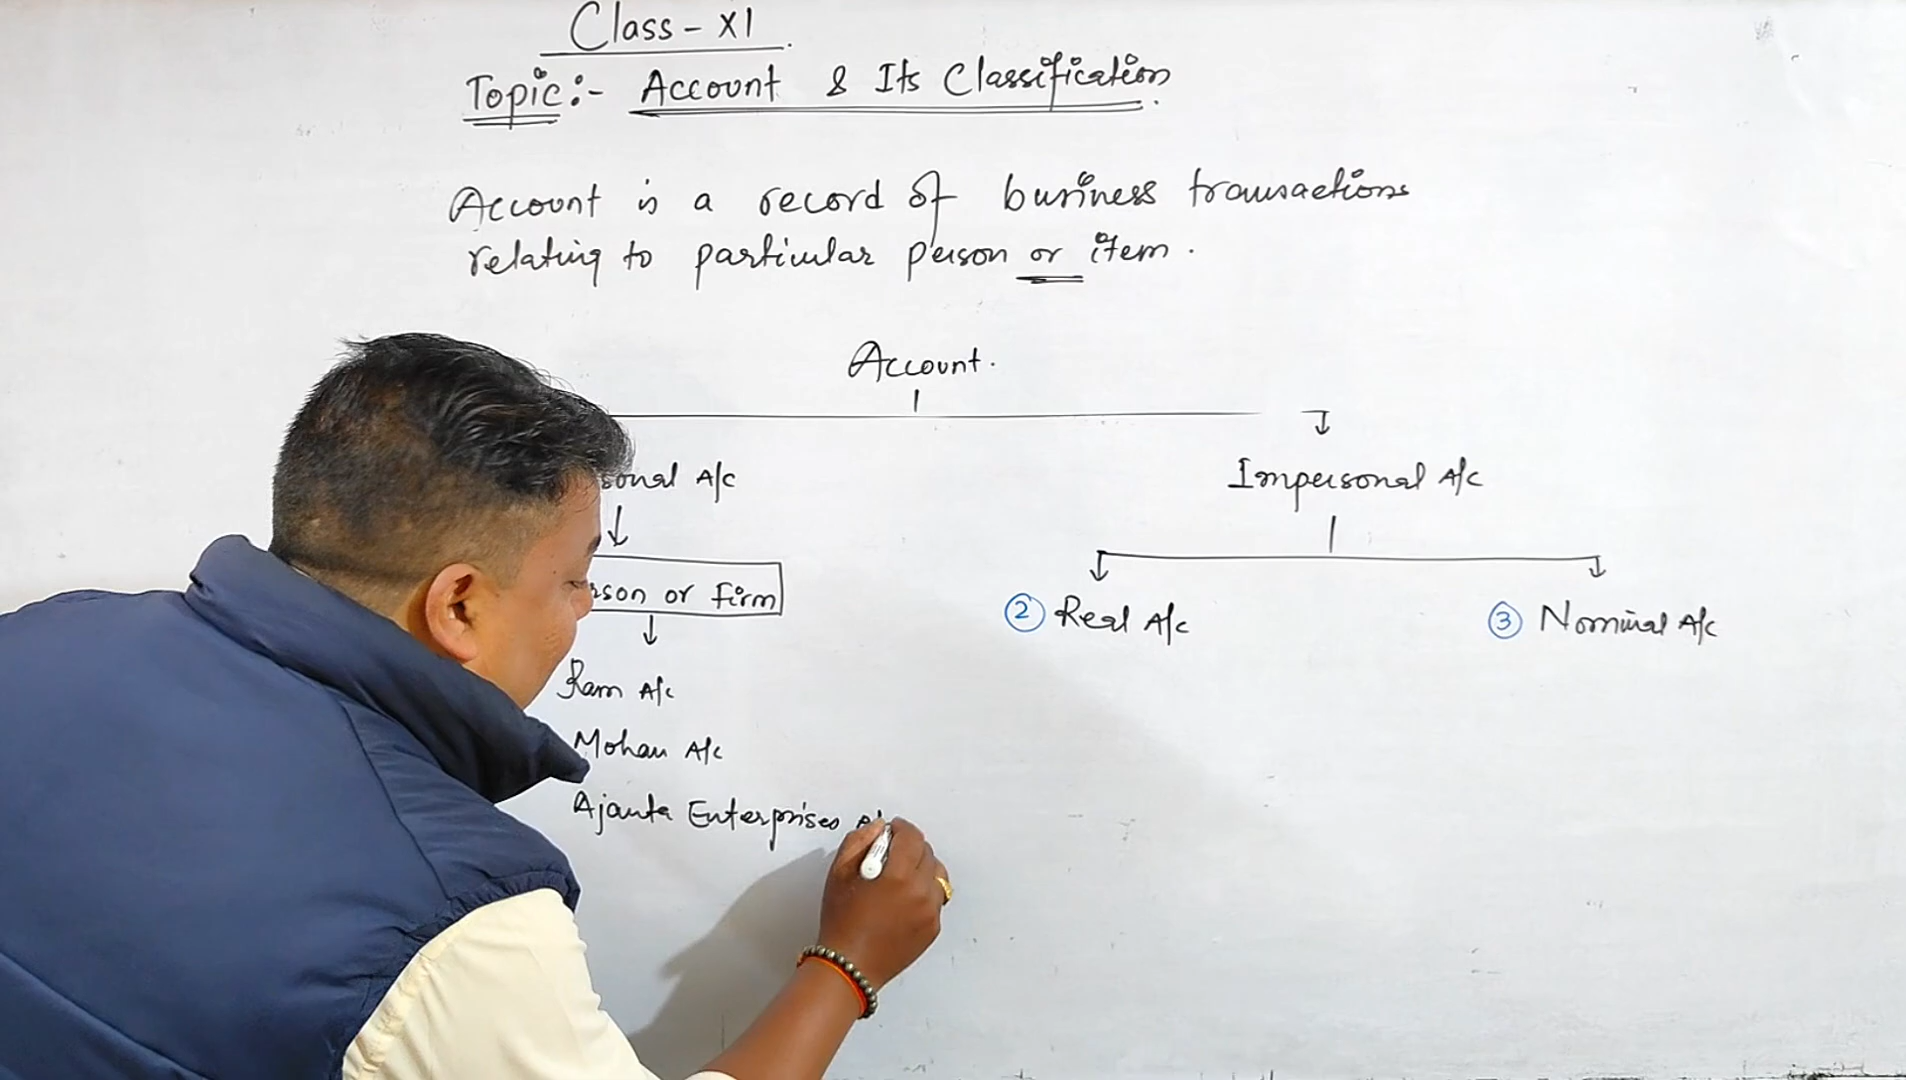 Class - XI
Topic:- Account & Its Classification
Account is a record of business transactions
relating to particular person or item.
Account.
sonal A/c
Impersonal A/c
rson or firm
2 Real A/c
3 Nominal A/c
Ram A/c
Mohan A/c
Ajanta Enterprises